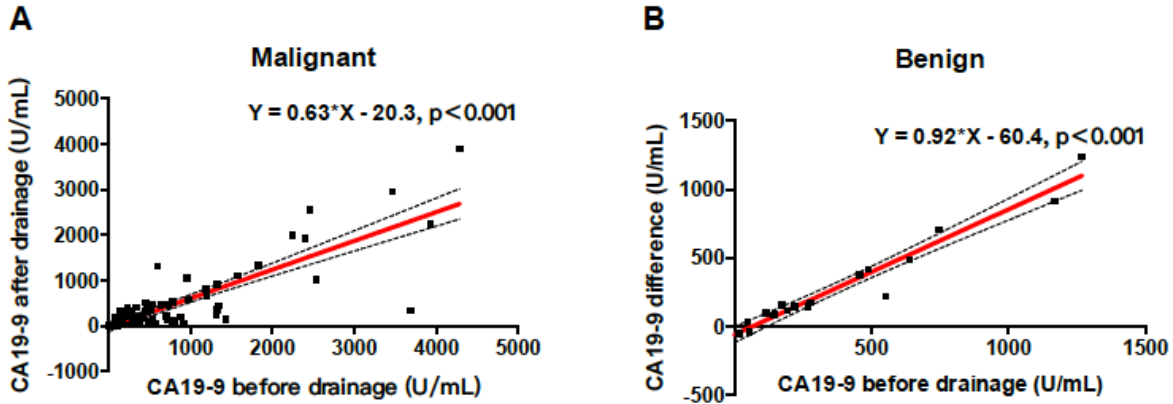 A
Malignant
Y = 0.63*X - 20.3, p<0.001
CA19-9 after drainage (U/mL)
5000
4000
3000
2000
1000
0
-1000
1000
2000
3000
4000
5000
CA19-9 before drainage (U/mL)
B
Benign
Y = 0.92*X - 60.4, p<0.001
CA19-9 difference (U/mL)
1500
1000
500
0
-500
500
1000
1500
CA19-9 before drainage (U/mL)